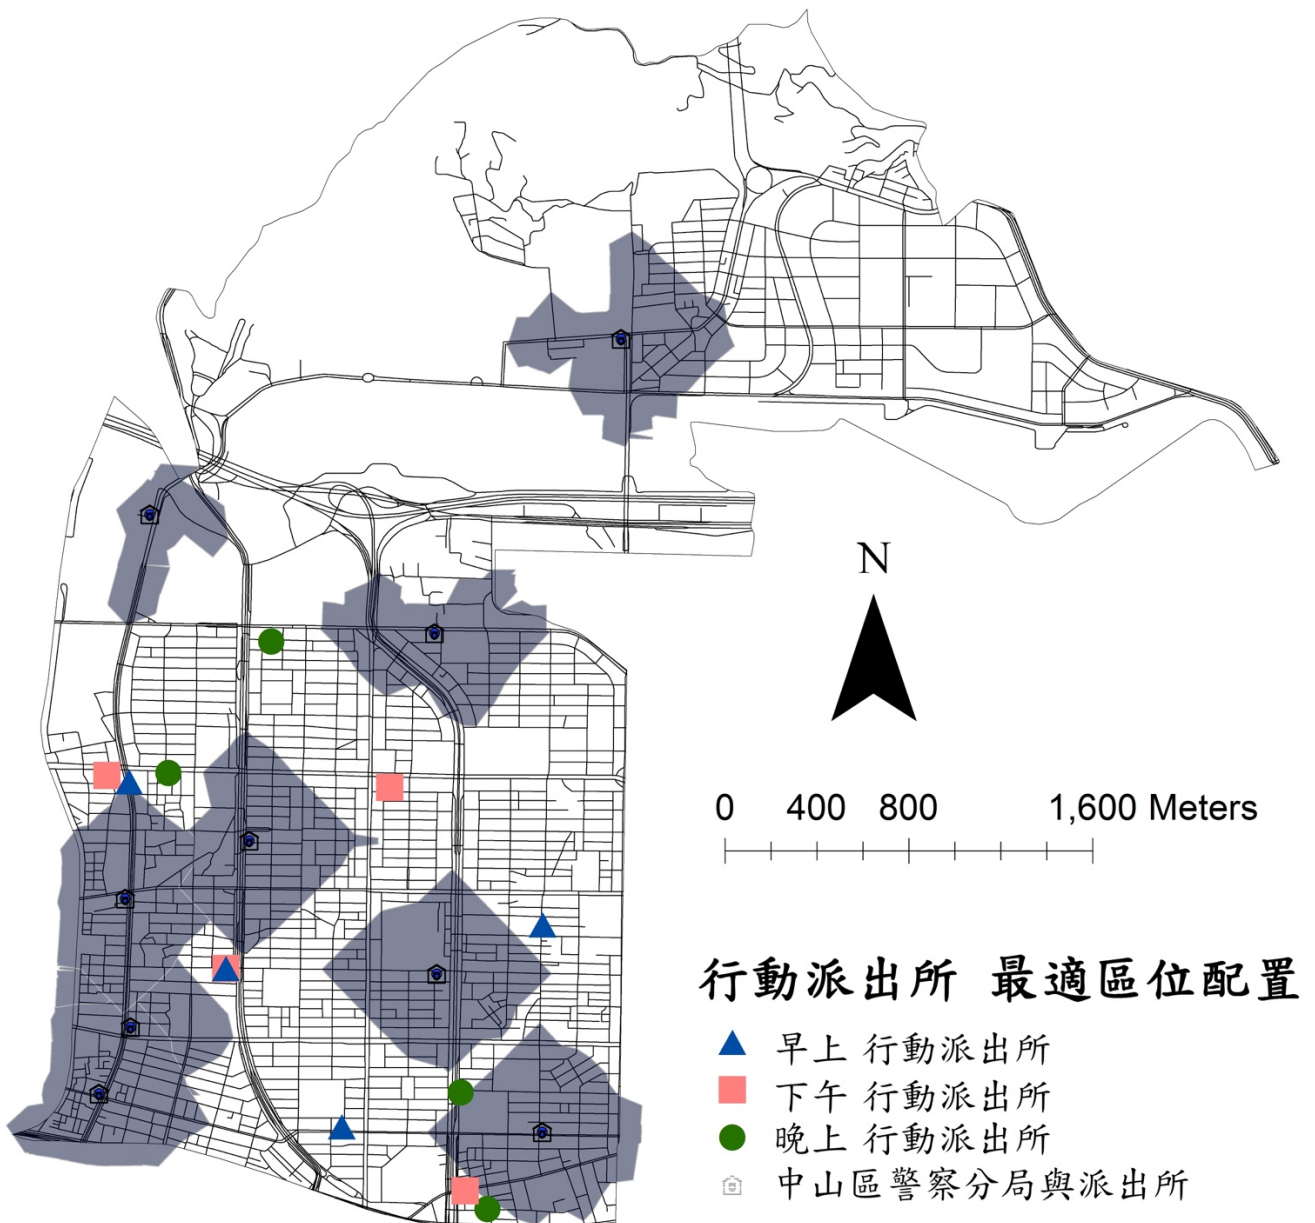 N
0 400 800 1,600 Meters
行動派出所 最適區位配置
早上 行動派出所
下午 行動派出所
晚上 行動派出所
中山區警察分局與派出所